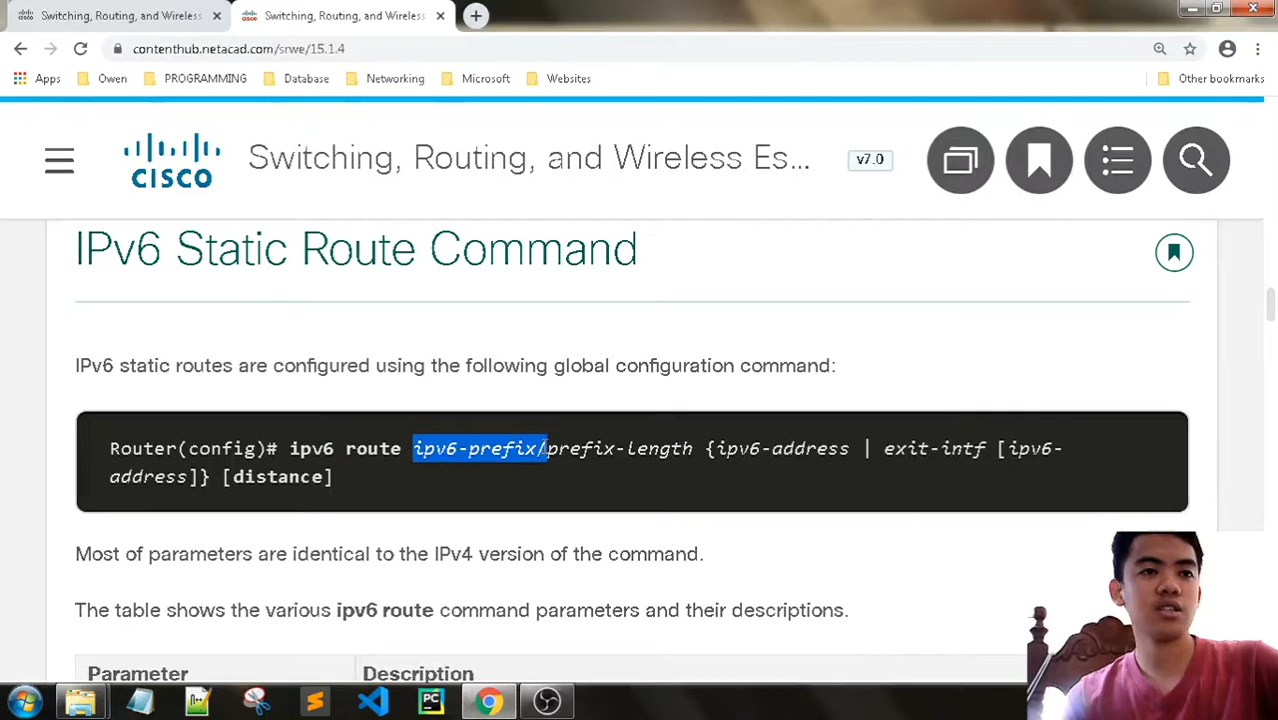 Switching, Routing, and Wireless
Switching, Routing, and Wireless
contenthub.netacad.com/srwe/15.1.4
Apps Owen PROGRAMMING Database Networking Microsoft Websites Other bookmarks
CISCO Switching, Routing, and Wireless Es... v7.0
IPv6 Static Route Command
IPv6 static routes are configured using the following global configuration command:
Router(config)# ipv6 route ipv6-prefix/prefix-length {ipv6-address | exit-intf [ipv6-
address]} [distance]
Most of parameters are identical to the IPv4 version of the command.
The table shows the various ipv6 route command parameters and their descriptions.
Parameter Description
PC